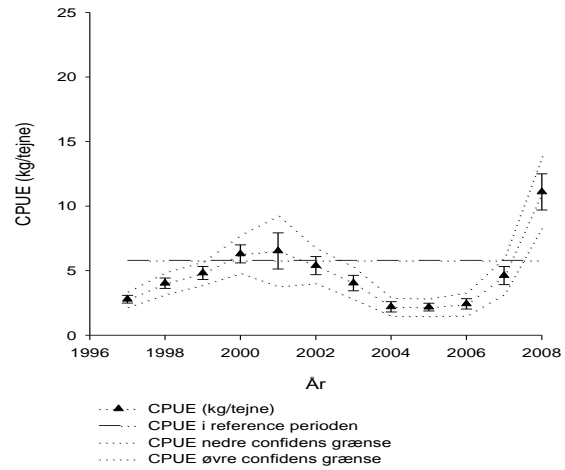 25
20
15
10
5
0
CPUE (kg/tejne)
1996 1998 2000 2002 2004 2006 2008
År
CPUE (kg/tejne)
CPUE i reference perioden
CPUE nedre confidens grænse
CPUE øvre confidens grænse